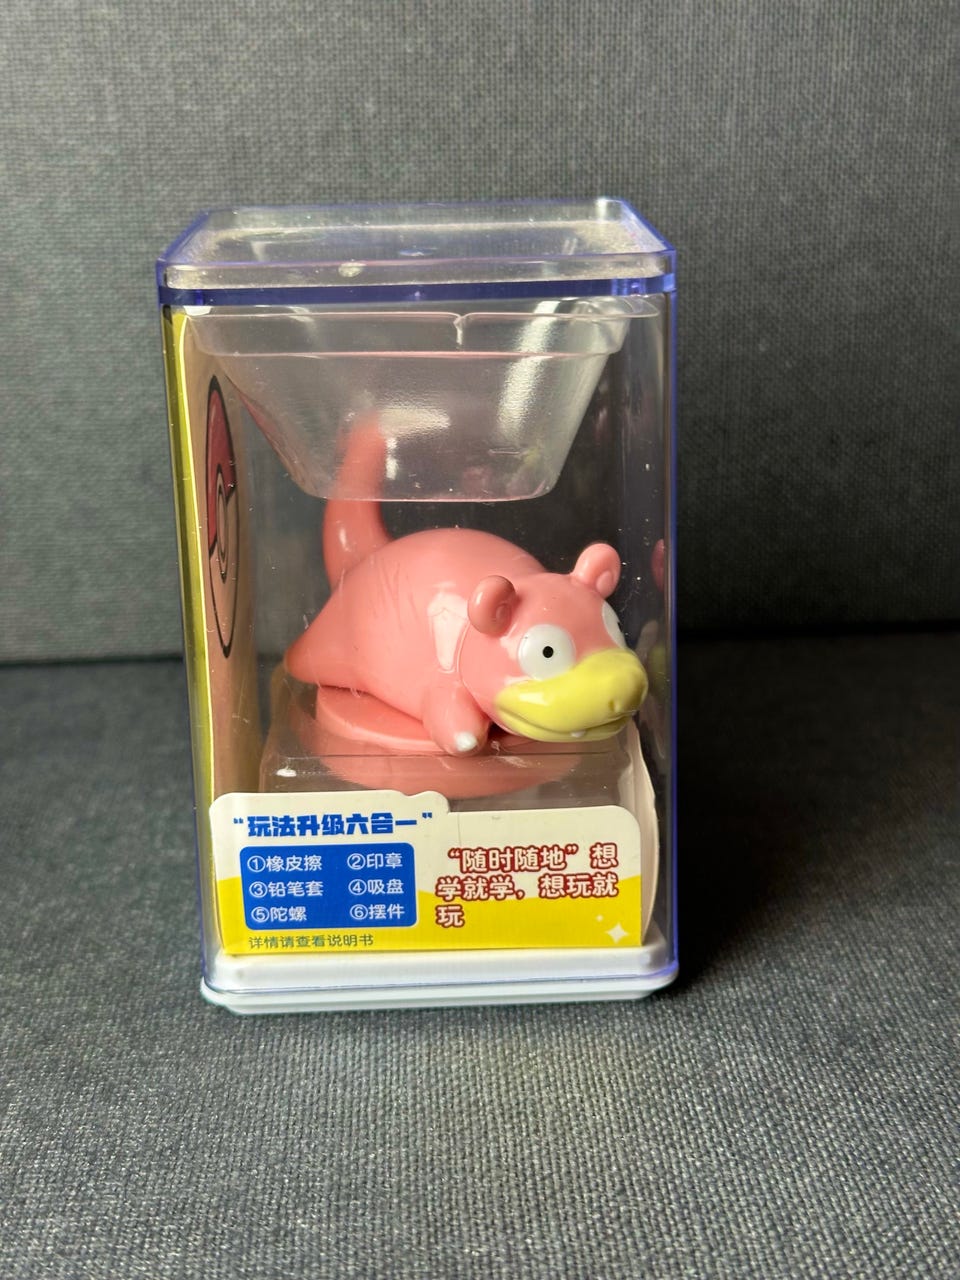 “玩法升级六合一”
①橡皮擦 ②印章
③铅笔套 ④吸盘
⑤陀螺 ⑥摆件
详情请查看说明书
“随时随地”想
学就学，想玩就
玩